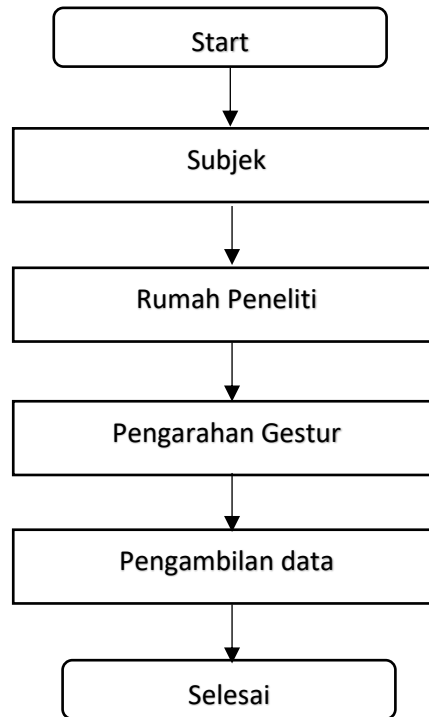 Start
Subjek
Rumah Peneliti
Pengarahan Gestur
Pengambilan data
Selesai